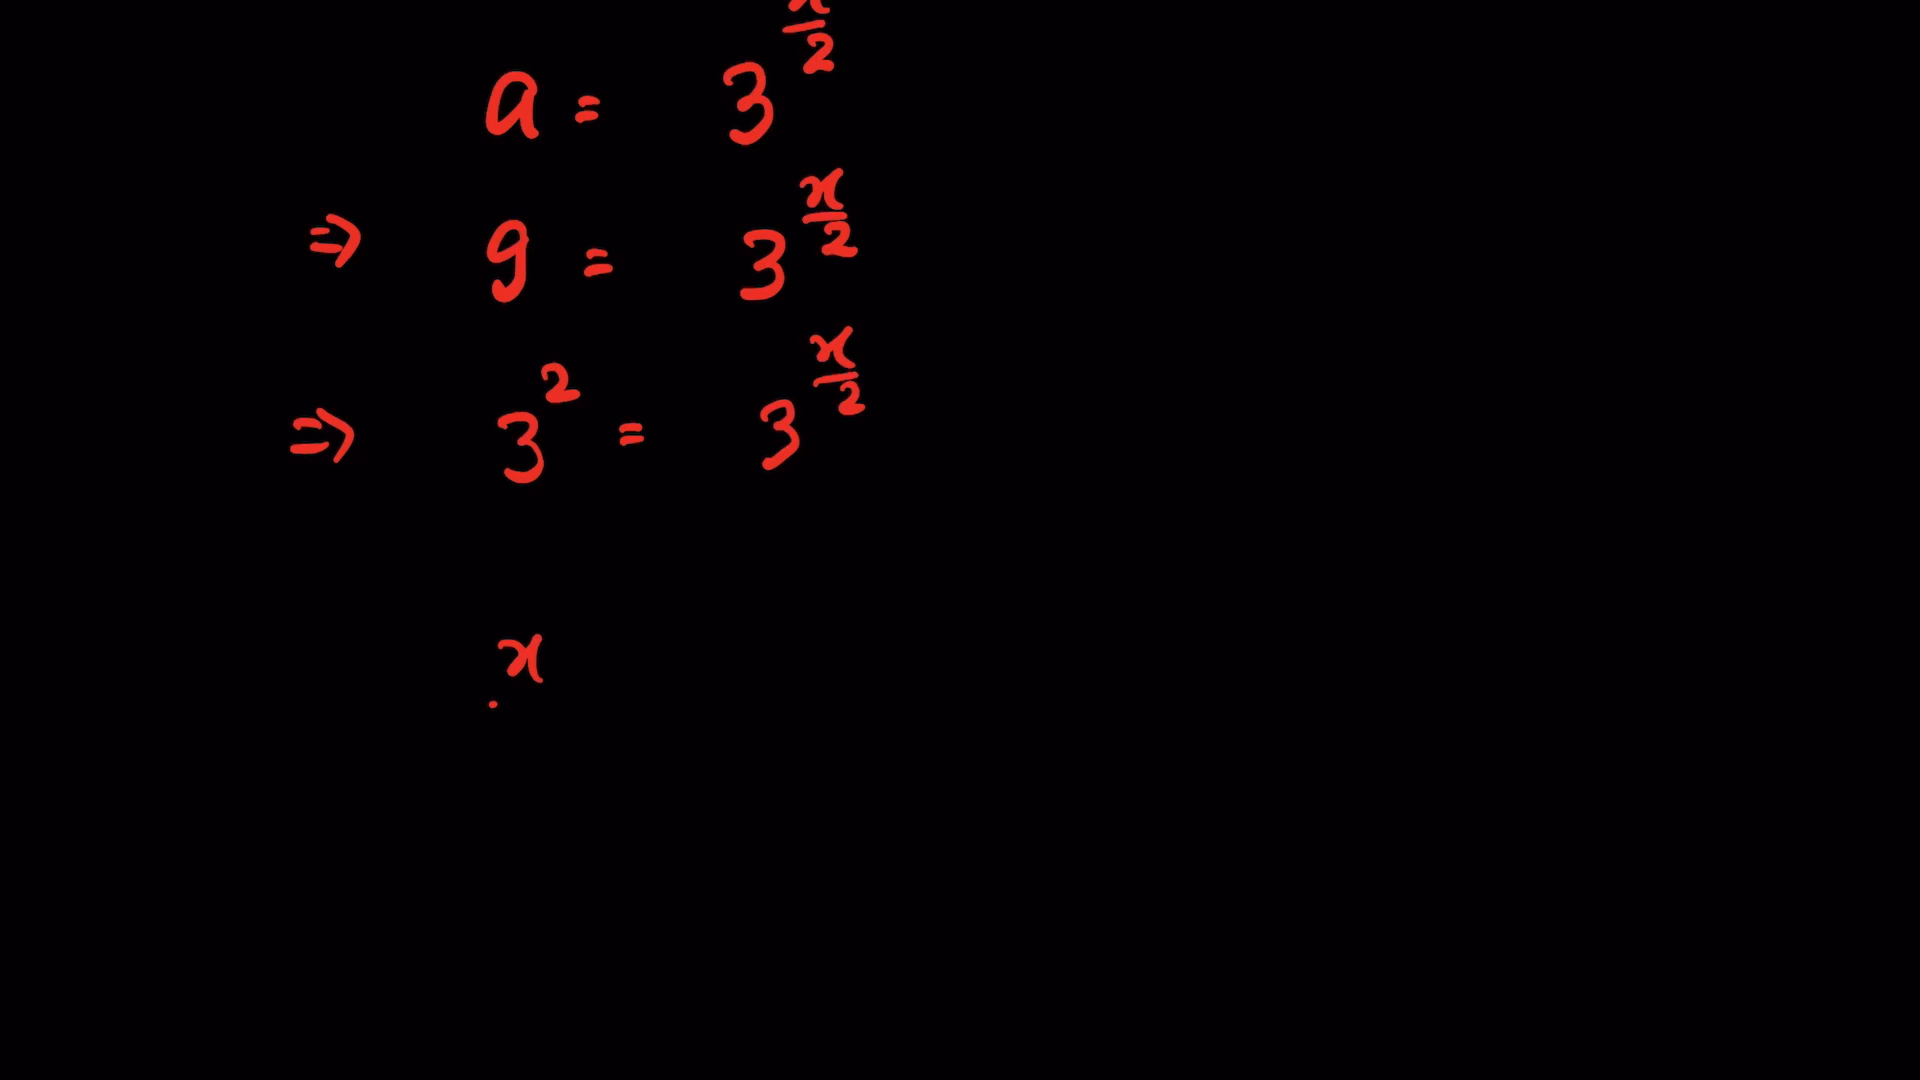 a = 3^(x/2)
⇒ 9 = 3^(x/2)
⇒ 3^2 = 3^(x/2)
x